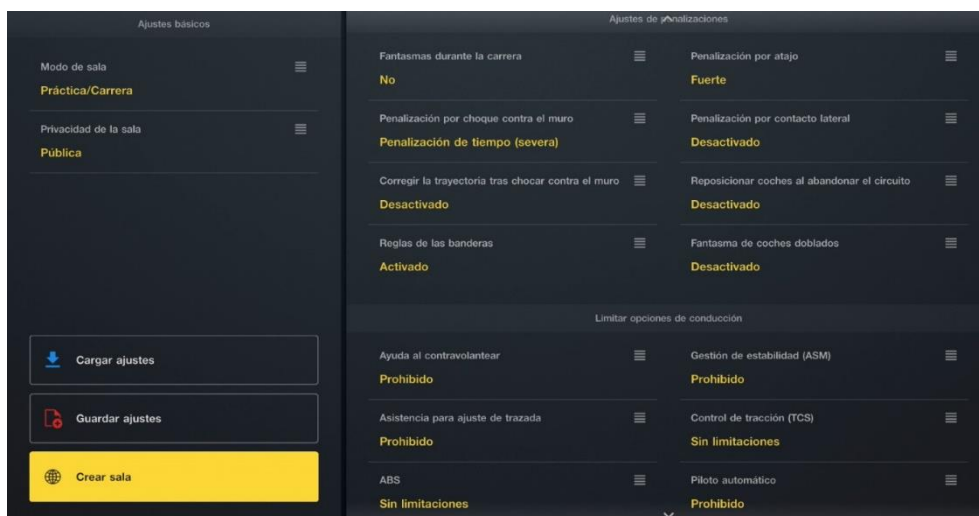 Ajustes básicos
Modo de sala
Práctica/Carrera
Privacidad de la sala
Pública
Cargar ajustes
Guardar ajustes
Crear sala
Ajustes de penalizaciones
Fantasmas durante la carrera
No
Penalización por atajo
Fuerte
Penalización por choque contra el muro
Penalización de tiempo (severa)
Penalización por contacto lateral
Desactivado
Corregir la trayectoria tras chocar contra el muro
Desactivado
Reposicionar coches al abandonar el circuito
Desactivado
Reglas de las banderas
Activado
Fantasma de coches doblados
Desactivado
Limitar opciones de conducción
Ayuda al contravolantear
Prohibido
Gestión de estabilidad (ASM)
Prohibido
Asistencia para ajuste de trazada
Prohibido
Control de tracción (TCS)
Sin limitaciones
ABS
Sin limitaciones
Piloto automático
Prohibido